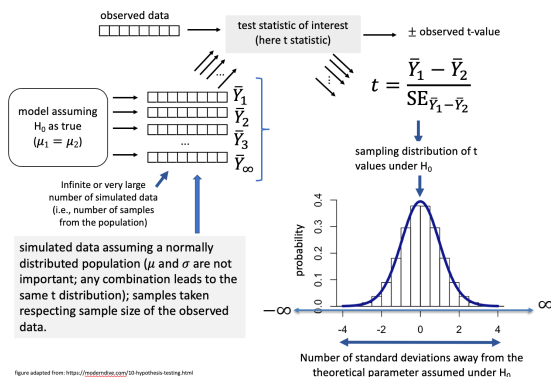 observed data
test statistic of interest
(here t statistic)
± observed t-value
t = (Ȳ₁ − Ȳ₂) / SE_Ȳ₁−Ȳ₂
model assuming
H₀ as true
(μ₁ = μ₂)
...
...
Ȳ₁
Ȳ₂
Ȳ₃
...
Ȳ∞
Infinite or very large
number of simulated data
(i.e., number of samples
from the population)
simulated data assuming a normally
distributed population (μ and σ are not
important; any combination leads to the
same t distribution); samples taken
respecting sample size of the observed
data.
sampling distribution of t
values under H₀
probability
0.4
0.3
0.2
0.1
0.0
−∞
∞
-4 -2 0 2 4
Number of standard deviations away from the
theoretical parameter assumed under H₀
figure adapted from: https://moderndive.com/10-hypothesis-testing.html